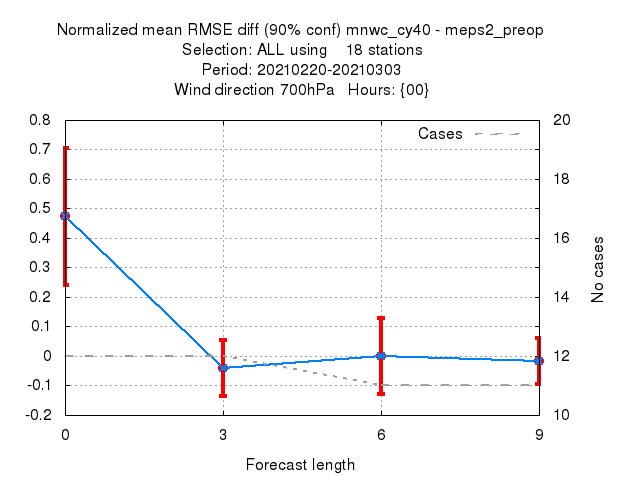 Normalized mean RMSE diff (90% conf) mnwc_cy40 - meps2_preop
Selection: ALL using 18 stations
Period: 20210220-20210303
Wind direction 700hPa Hours: {00}
Cases
0.8
0.7
0.6
0.5
0.4
0.3
0.2
0.1
0
-0.1
-0.2
20
18
16
14
12
10
No cases
0 3 6 9
Forecast length